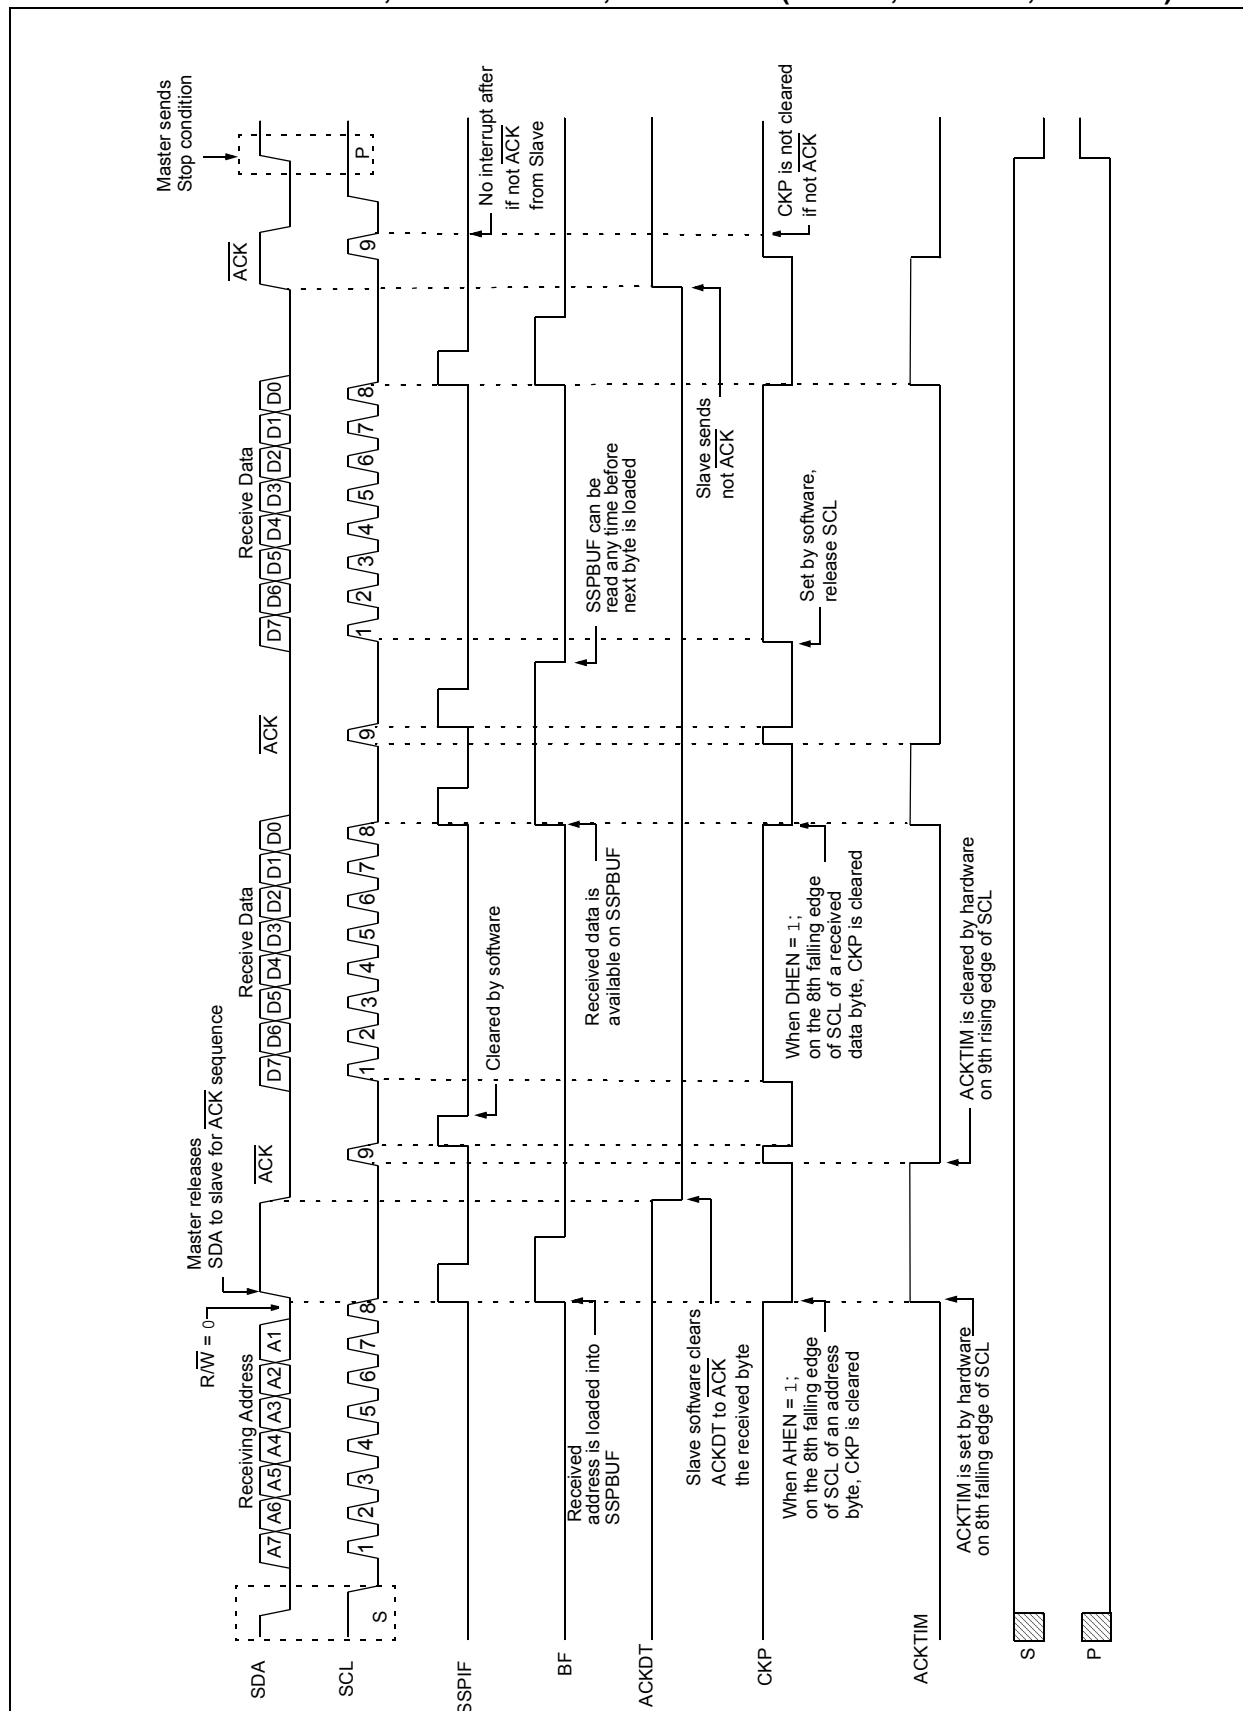 Master releases
SDA to slave for ACK sequence
Master sends
Stop condition
R/W = 0
Receiving Address
ACK
Receive Data
ACK
Receive Data
ACK
SDA
A7 A6 A5 A4 A3 A2 A1
D7 D6 D5 D4 D3 D2 D1 D0
D7 D6 D5 D4 D3 D2 D1 D0
SCL
S
1 2 3 4 5 6 7 8 9
1 2 3 4 5 6 7 8 9
1 2 3 4 5 6 7 8 9
P
SSPIF
Cleared by software
No interrupt after
if not ACK
from Slave
BF
Received
address is loaded into
SSPBUF
Received data is
available on SSPBUF
SSPBUF can be
read any time before
next byte is loaded
ACKDT
Slave software clears
ACKDT to ACK
the received byte
Slave sends
not ACK
CKP
When AHEN = 1;
on the 8th falling edge
of SCL of an address
byte, CKP is cleared
When DHEN = 1;
on the 8th falling edge
of SCL of a received
data byte, CKP is cleared
Set by software,
release SCL
CKP is not cleared
if not ACK
ACKTIM
ACKTIM is set by hardware
on 8th falling edge of SCL
ACKTIM is cleared by hardware
on 9th rising edge of SCL
S
P